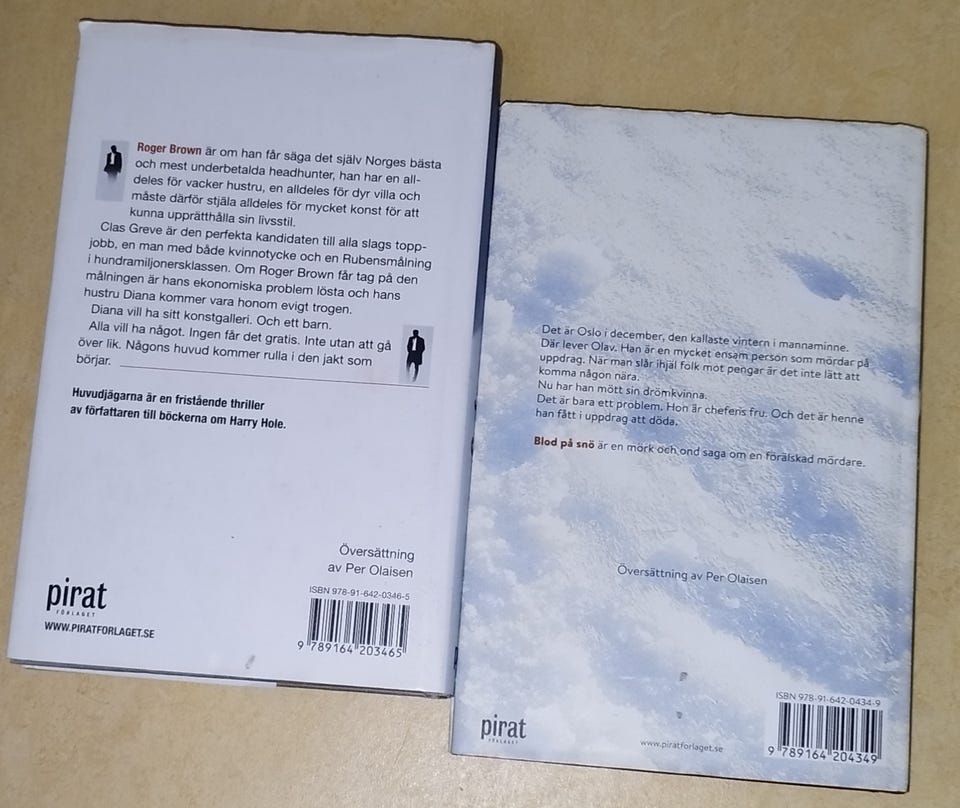 Roger Brown är om han får säga det själv Norges bästa
och mest underbetalda headhunter, han har en all-
deles för vacker hustru, en alldeles för dyr villa och
måste därför stjäla alldeles för mycket konst för att
kunna upprätthålla sin livsstil.
Clas Greve är den perfekta kandidaten till alla slags topp-
jobb, en man med både kvinnotycke och en Rubensmålning
i hundramiljonersklassen. Om Roger Brown får tag på den
målningen är hans ekonomiska problem lösta och hans
hustru Diana kommer vara honom evigt trogen.
Diana vill ha sitt konstgalleri. Och ett barn.
Alla vill ha något. Ingen får det gratis. Inte utan att gå
över lik. Någons huvud kommer rulla i den jakt som
börjar.
Huvudjägarna är en fristående thriller
av författaren till böckerna om Harry Hole.
Översättning
av Per Olaisen
pirat
FÖRLAGET
WWW.PIRATFORLAGET.SE
ISBN 978-91-642-0346-5
9 789164 203465
Det är Oslo i december, den kallaste vintern i mannaminne.
Där lever Olav. Han är en mycket ensam person som mördar på
uppdrag. När man slår ihjäl folk mot pengar är det inte lätt att
komma någon nära.
Nu har han mött sin drömkvinna.
Det är bara ett problem. Hon är chefens fru. Och det är henne
han fått i uppdrag att döda.
Blod på snö är en mörk och ond saga om en förälskad mördare.
Översättning av Per Olaisen
pirat
FÖRLAGET
www.piratforlaget.se
ISBN 978-91-642-0434-9
9 789164 204349